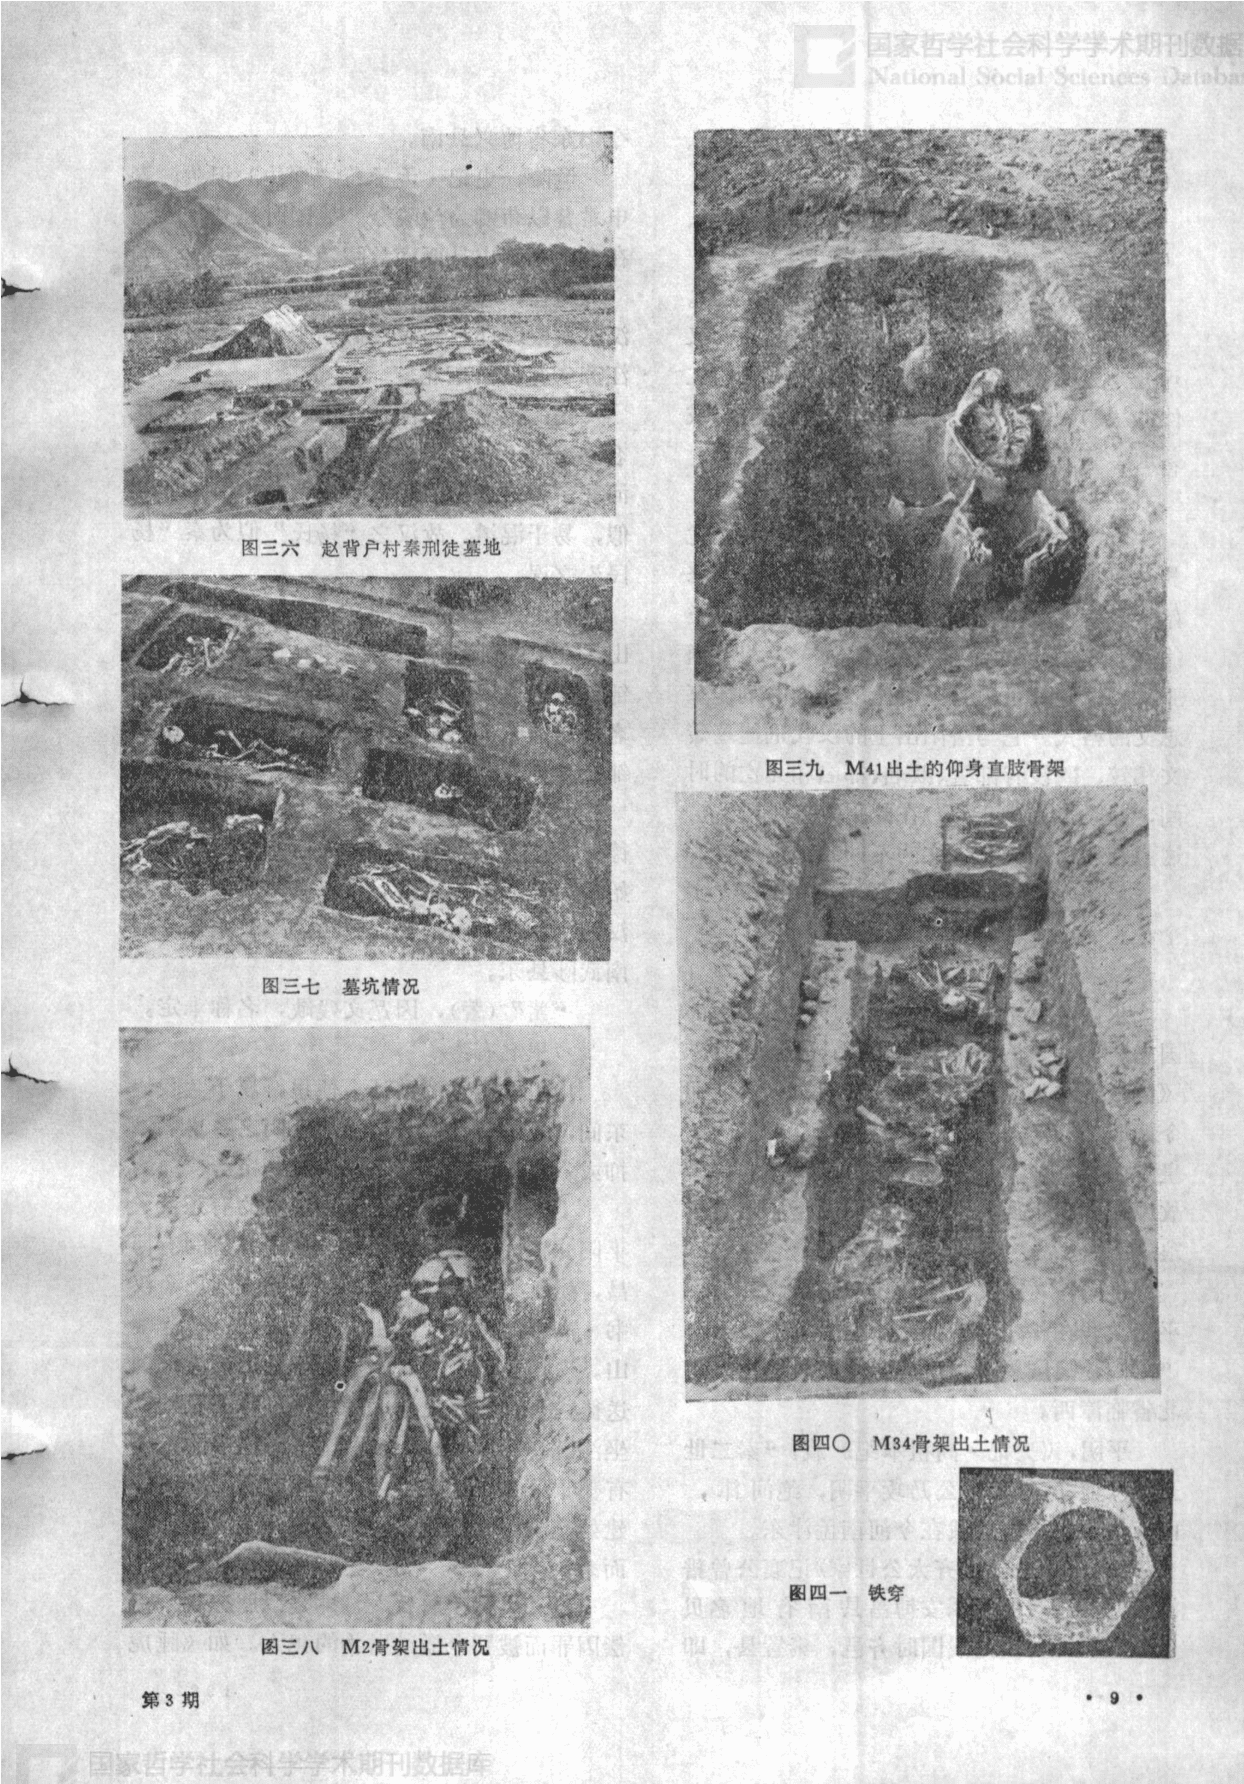 国家哲学社会科学学术期刊数据
National Social Sciences Databa
图三六 赵背户村秦刑徒墓地
图三七 墓坑情况
图三八 M2骨架出土情况
图三九 M41出土的仰身直肢骨架
图四〇 M34骨架出土情况
图四一 铁穿
第3期
·9·
国家哲学社会科学学术期刊数据库